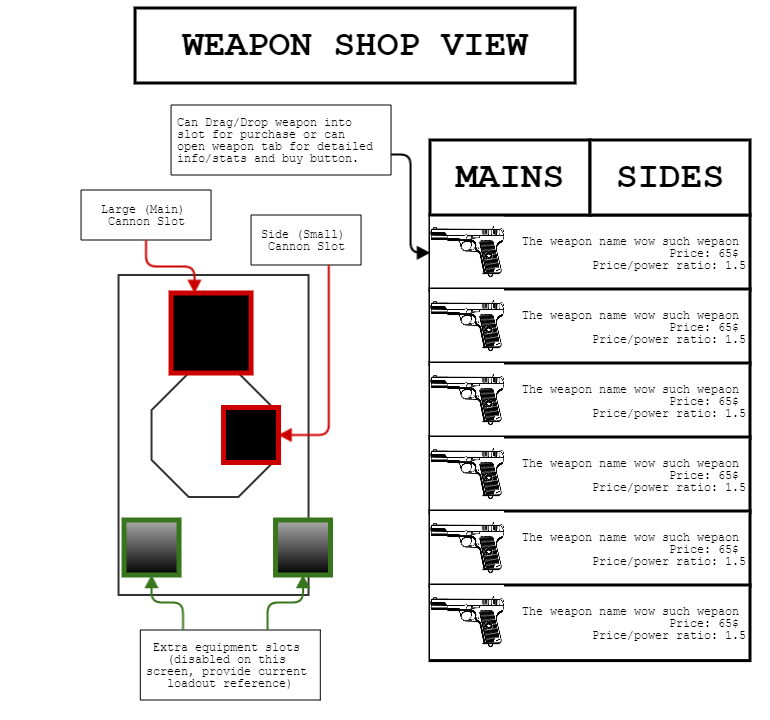 WEAPON SHOP VIEW
Can Drag/Drop weapon into
slot for purchase or can
open weapon tab for detailed
info/stats and buy button.
Large (Main)
Cannon Slot
Side (Small)
Cannon Slot
MAINS SIDES
The weapon name wow such wepaon
Price: 65$
Price/power ratio: 1.5
The weapon name wow such wepaon
Price: 65$
Price/power ratio: 1.5
The weapon name wow such wepaon
Price: 65$
Price/power ratio: 1.5
The weapon name wow such wepaon
Price: 65$
Price/power ratio: 1.5
The weapon name wow such wepaon
Price: 65$
Price/power ratio: 1.5
The weapon name wow such wepaon
Price: 65$
Price/power ratio: 1.5
Extra equipment slots
(disabled on this
screen, provide current
loadout reference)